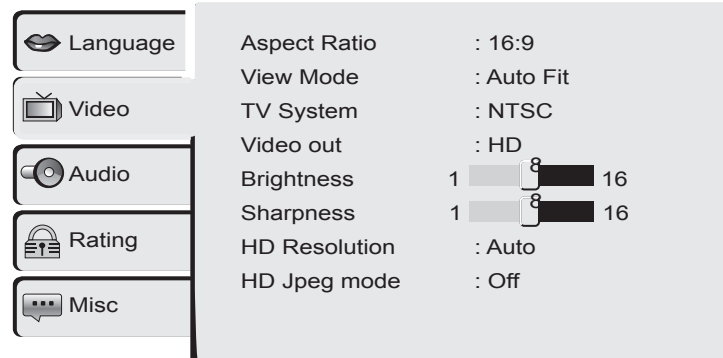 Language
Video
Audio
Rating
Misc
Aspect Ratio : 16:9
View Mode : Auto Fit
TV System : NTSC
Video out : HD
Brightness 1 8 16
Sharpness 1 8 16
HD Resolution : Auto
HD Jpeg mode : Off